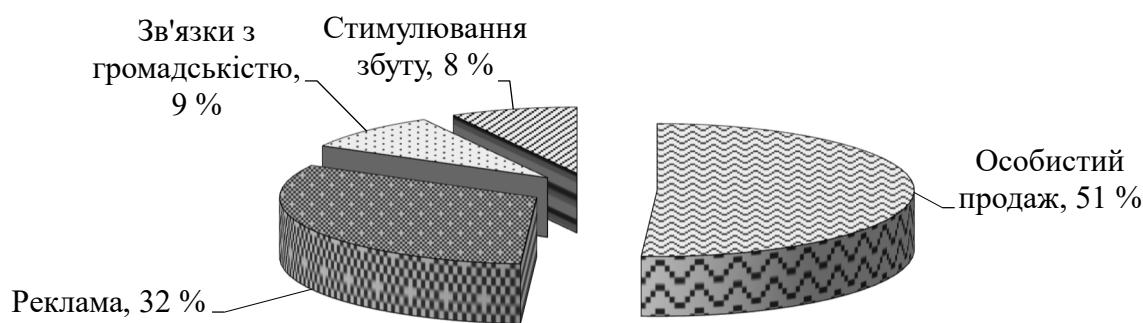 Зв'язки з
громадськістю,
9 %
Стимулювання
збуту, 8 %
Особистий
продаж, 51 %
Реклама, 32 %